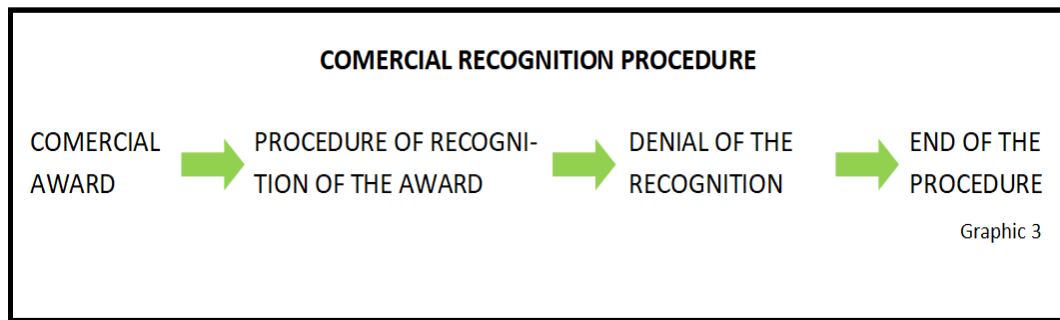 COMERCIAL RECOGNITION PROCEDURE
COMERCIAL
AWARD
PROCEDURE OF RECOGNI-
TION OF THE AWARD
DENIAL OF THE
RECOGNITION
END OF THE
PROCEDURE
Graphic 3